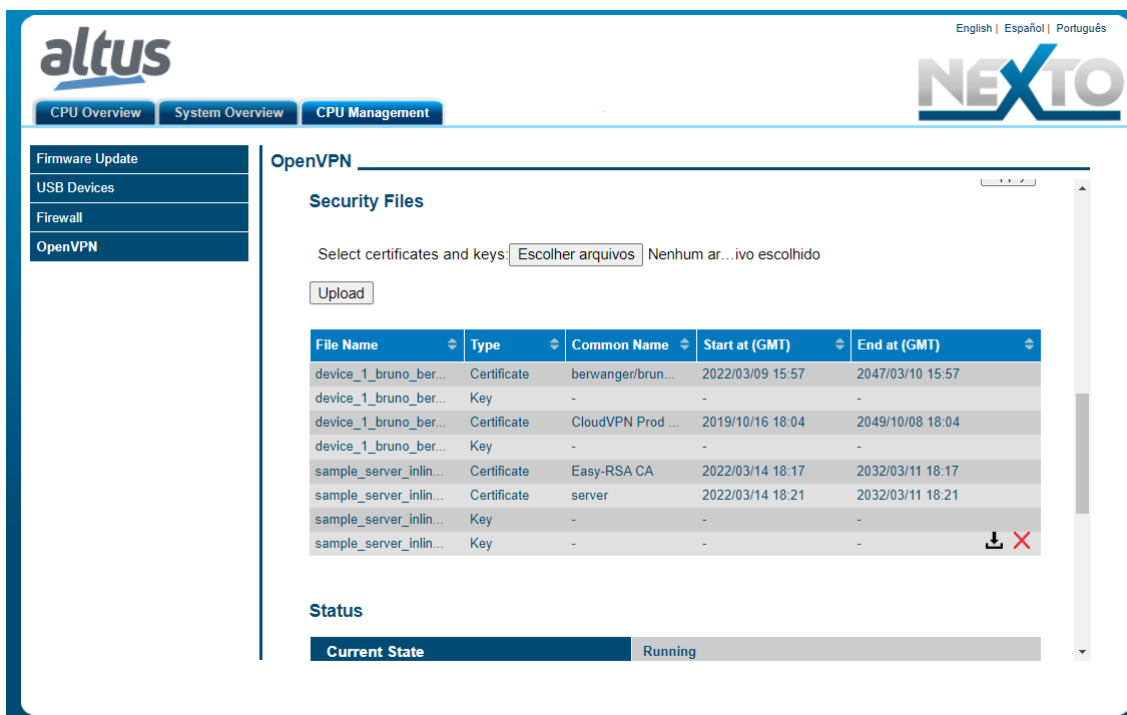 English | Español | Português
altus
NEXTO
CPU Overview System Overview CPU Management
Firmware Update
USB Devices
Firewall
OpenVPN
OpenVPN
Security Files
Select certificates and keys: Escolher arquivos Nenhum ar...ivo escolhido
Upload
File Name Type Common Name Start at (GMT) End at (GMT)
device_1_bruno_ber... Certificate berwanger/brun... 2022/03/09 15:57 2047/03/10 15:57
device_1_bruno_ber... Key - - -
device_1_bruno_ber... Certificate CloudVPN Prod ... 2019/10/16 18:04 2049/10/08 18:04
device_1_bruno_ber... Key - - -
sample_server_inlin... Certificate Easy-RSA CA 2022/03/14 18:17 2032/03/11 18:17
sample_server_inlin... Certificate server 2022/03/14 18:21 2032/03/11 18:21
sample_server_inlin... Key - - -
sample_server_inlin... Key - - -
Status
Current State Running